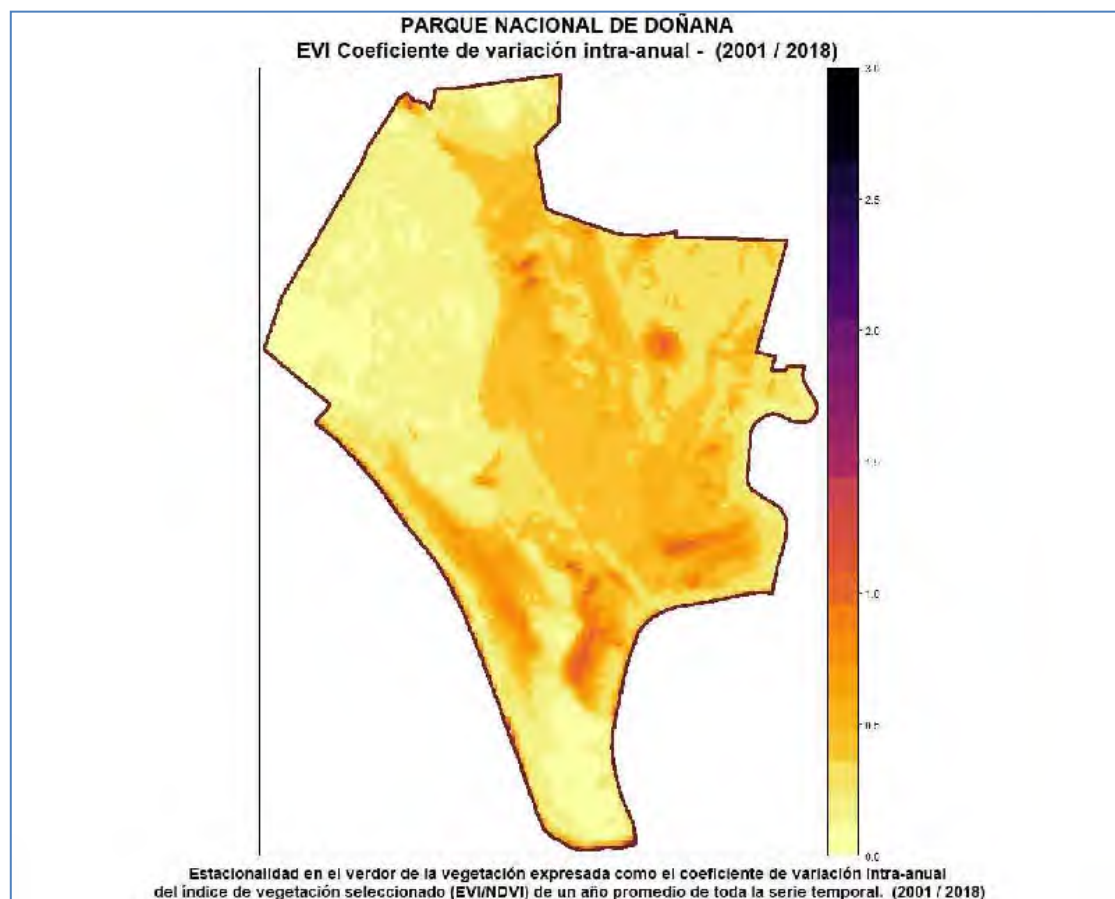 PARQUE NACIONAL DE DOÑANA
EVI Coeficiente de variación intra-anual - (2001 / 2018)
3.0
2.5
2.0
1.5
1.0
0.5
0.0
Estacionalidad en el verdor de la vegetación expresada como el coeficiente de variación intra-anual
del índice de vegetación seleccionado (EVI/NDVI) de un año promedio de toda la serie temporal. (2001 / 2018)